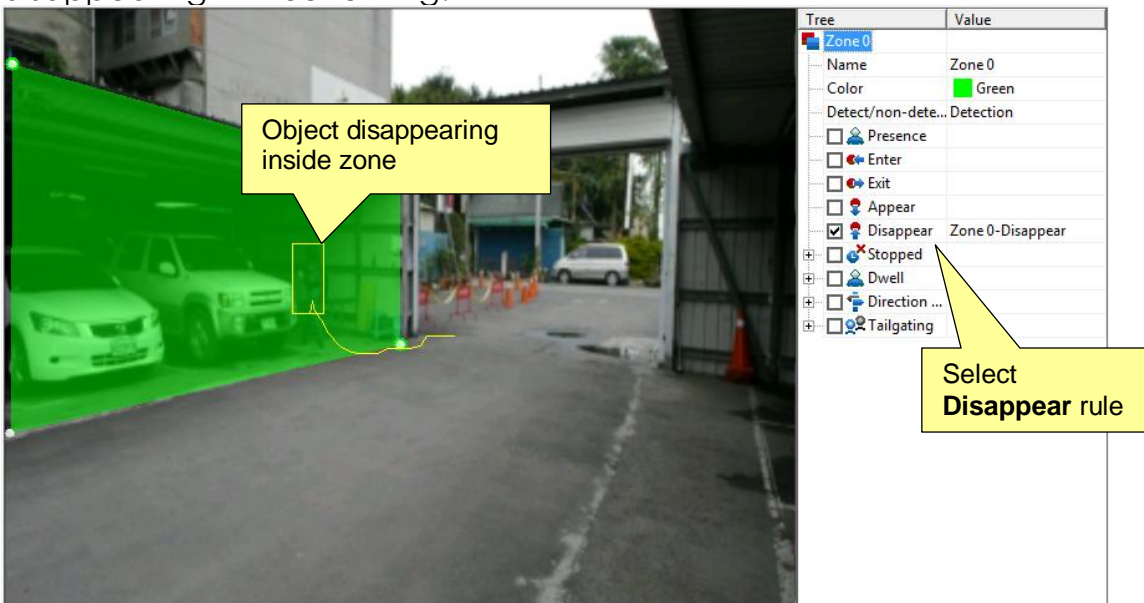 Tree Value
Zone 0
Name Zone 0
Color Green
Detect/non-dete... Detection
Presence
Enter
Exit
Appear
Disappear Zone 0-Disappear
Stopped
Dwell
Direction ...
Tailgating
Object disappearing
inside zone
Select
Disappear rule